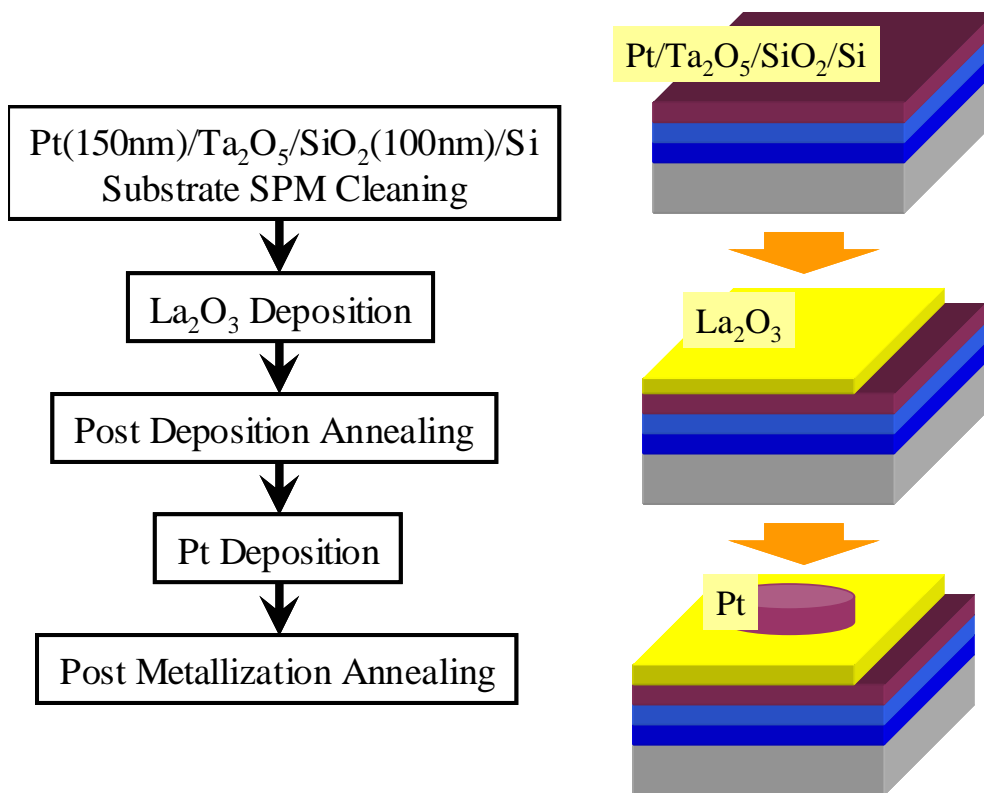 Pt(150nm)/Ta₂O₅/SiO₂(100nm)/Si
Substrate SPM Cleaning
La₂O₃ Deposition
Post Deposition Annealing
Pt Deposition
Post Metallization Annealing
Pt/Ta₂O₅/SiO₂/Si
La₂O₃
Pt